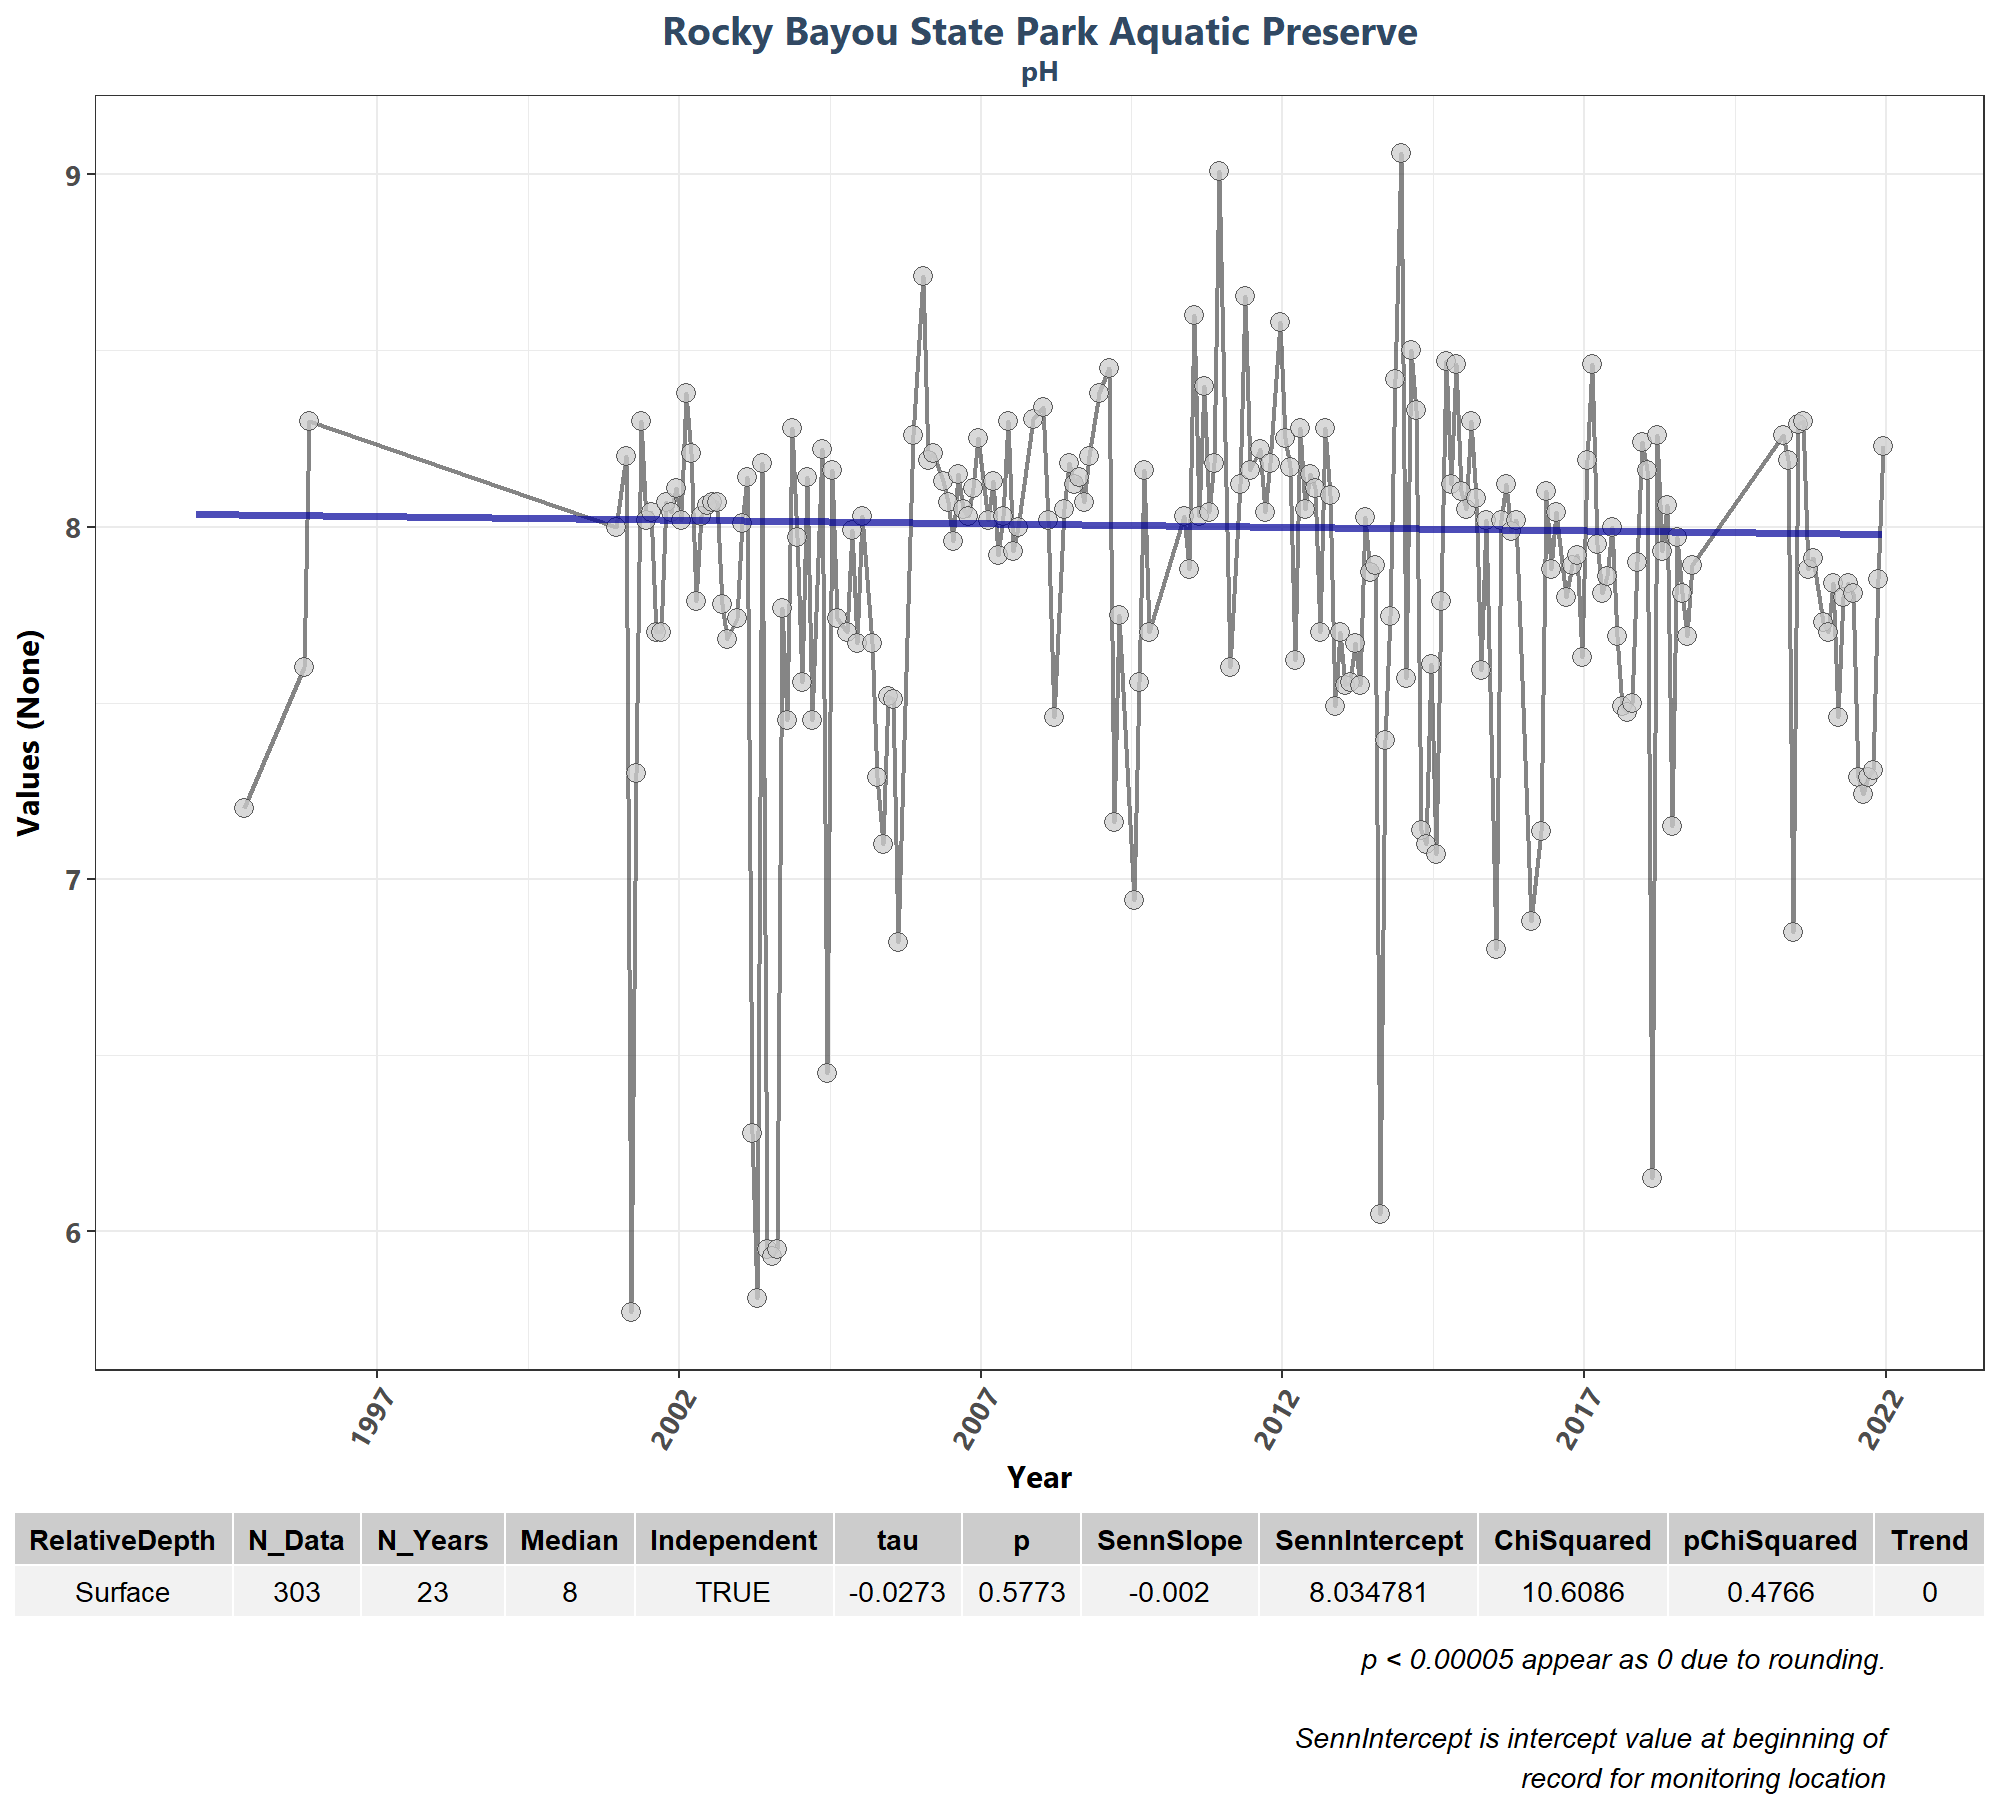 Rocky Bayou State Park Aquatic Preserve
pH
Values (None)
9
8
7
6
1997 2002 2007 2012 2017 2022
Year
RelativeDepth N_Data N_Years Median Independent tau p SennSlope SennIntercept ChiSquared pChiSquared Trend
Surface 303 23 8 TRUE -0.0273 0.5773 -0.002 8.034781 10.6086 0.4766 0
p < 0.00005 appear as 0 due to rounding.
SennIntercept is intercept value at beginning of
record for monitoring location